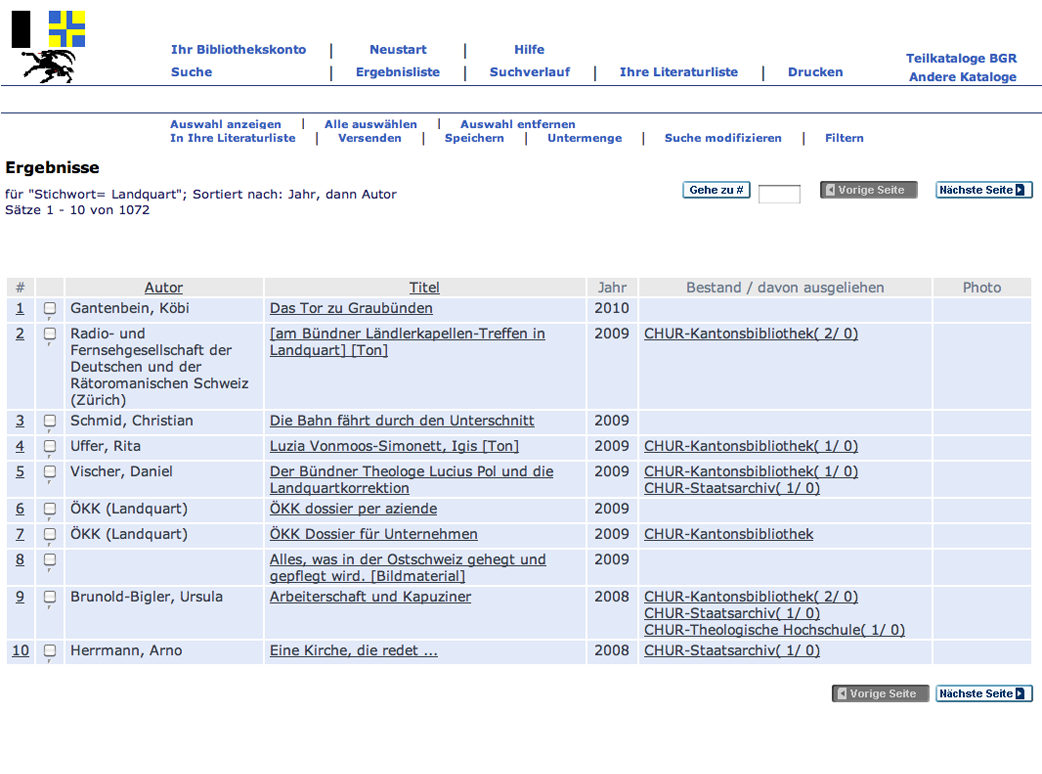 Ihr Bibliothekskonto | Neustart | Hilfe
Suche | Ergebnisliste | Suchverlauf | Ihre Literaturliste | Drucken
Teilkataloge BGR
Andere Kataloge
Auswahl anzeigen | Alle auswählen | Auswahl entfernen
In Ihre Literaturliste | Versenden | Speichern | Untermenge | Suche modifizieren | Filtern
Ergebnisse
für "Stichwort= Landquart"; Sortiert nach: Jahr, dann Autor
Sätze 1 - 10 von 1072
Gehe zu # Vorige Seite Nächste Seite
# Autor Titel Jahr Bestand / davon ausgeliehen Photo
1 Gantenbein, Köbi Das Tor zu Graubünden 2010
2 Radio- und [am Bündner Ländlerkapellen-Treffen in 2009 CHUR-Kantonsbibliothek( 2/ 0)
Fernsehgesellschaft der Landquart] [Ton]
Deutschen und der
Rätoromanischen Schweiz
(Zürich)
3 Schmid, Christian Die Bahn fährt durch den Unterschnitt 2009
4 Uffer, Rita Luzia Vonmoos-Simonett, Igis [Ton] 2009 CHUR-Kantonsbibliothek( 1/ 0)
5 Vischer, Daniel Der Bündner Theologe Lucius Pol und die 2009 CHUR-Kantonsbibliothek( 1/ 0)
Landquartkorrektion CHUR-Staatsarchiv( 1/ 0)
6 ÖKK (Landquart) ÖKK dossier per aziende 2009
7 ÖKK (Landquart) ÖKK Dossier für Unternehmen 2009 CHUR-Kantonsbibliothek
8 Alles, was in der Ostschweiz gehegt und 2009
gepflegt wird. [Bildmaterial]
9 Brunold-Bigler, Ursula Arbeiterschaft und Kapuziner 2008 CHUR-Kantonsbibliothek( 2/ 0)
CHUR-Staatsarchiv( 1/ 0)
CHUR-Theologische Hochschule( 1/ 0)
10 Herrmann, Arno Eine Kirche, die redet ... 2008 CHUR-Staatsarchiv( 1/ 0)
Vorige Seite Nächste Seite